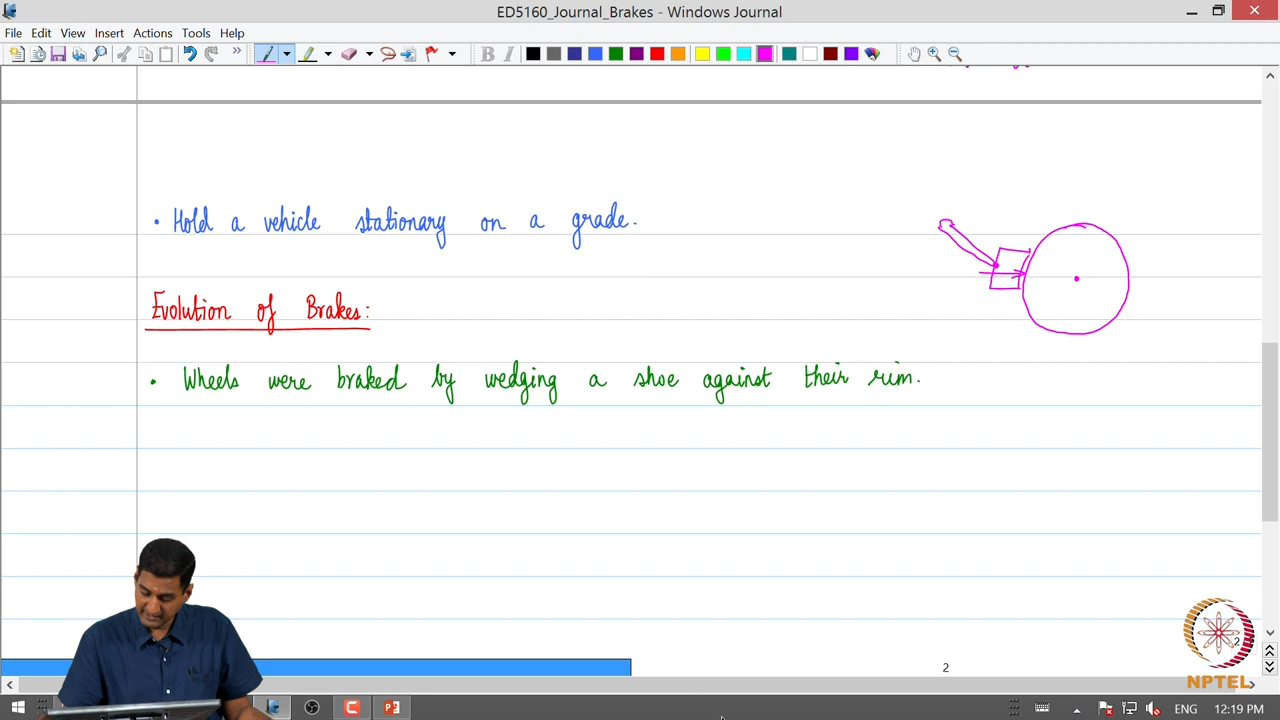 ED5160_Journal_Brakes - Windows Journal
File Edit View Insert Actions Tools Help
• Hold a vehicle stationary on a grade.
Evolution of Brakes:
• Wheels were braked by wedging a shoe against their rim.
2
2
NPTEL
ENG 12:19 PM